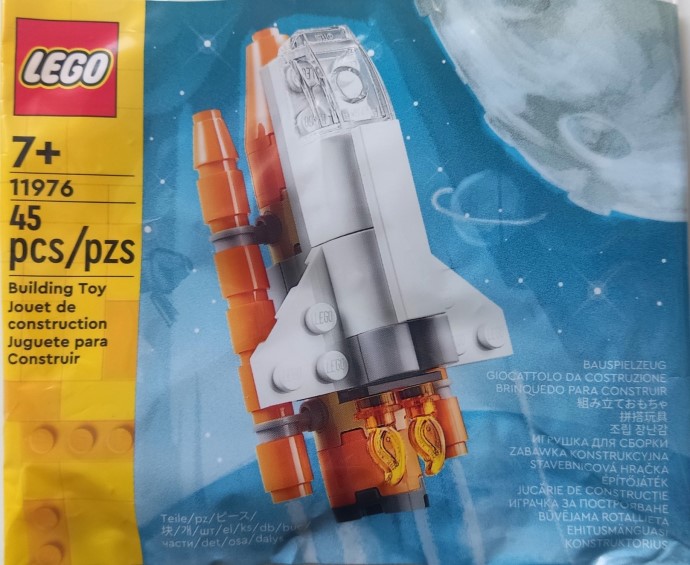 LEGO
7+
11976
45
pcs/pzs
Building Toy
Jouet de
construction
Juguete para
Construir
LEGO
LEGO
BAUSPIELZEUG
GIOCATTOLO DA COSTRUZIONE
BRINQUEDO PARA CONSTRUIR
組み立ておもちゃ
拼搭玩具
조립 장난감
ИГРУШКА ДЛЯ СБОРКИ
ZABAWKA KONSTRUKCYJNA
STAVEBNICOVÁ HRAČKA
ÉPÍTŐJÁTÉK
JUCĂRIE DE CONSTRUCȚIE
ИГРАЧКА ЗА ПОСТРОЯВАНЕ
BŪVĒJAMA ROTAĻLIETA
EHITUSMÄNGUASI
KONSTRUKTORIUS
Teile/pz/ピース/
块/개/шт/ei/ks/db/buc/
части/det/osa/dalys